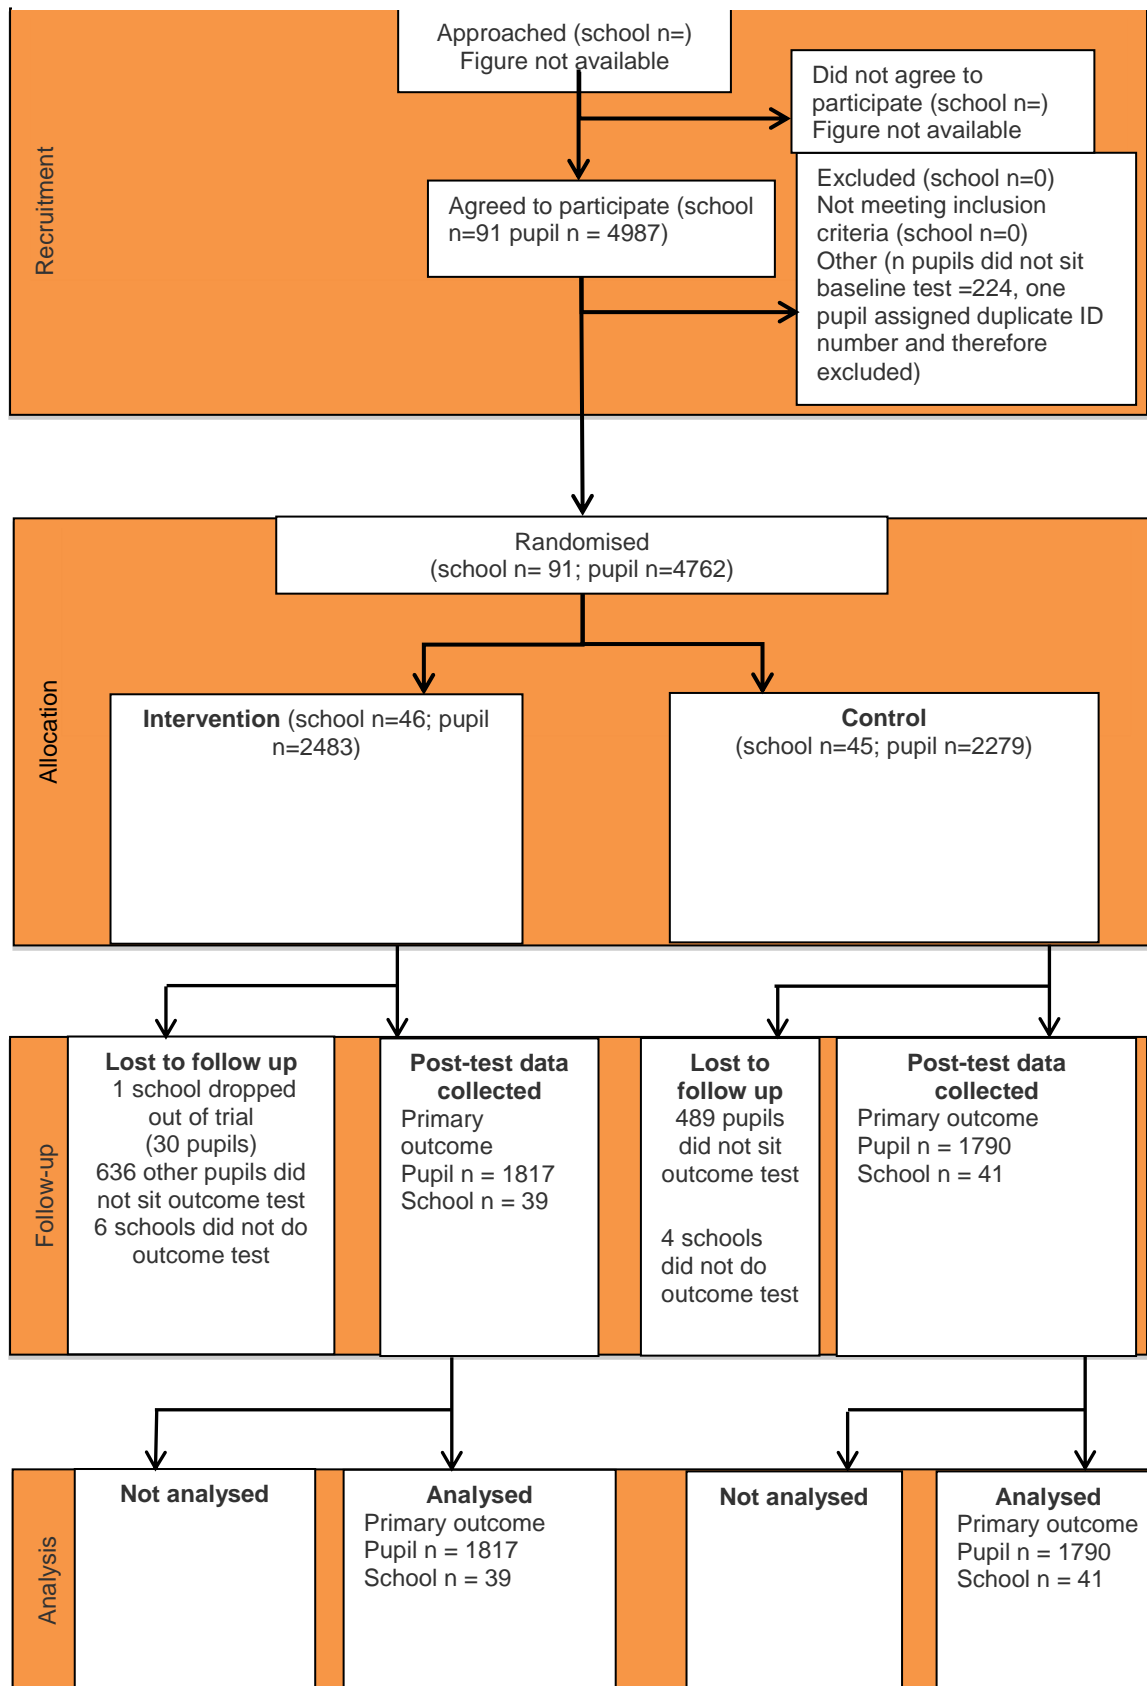 Approached (school n=)
Figure not available
Did not agree to
participate (school n=)
Figure not available
Recruitment
Agreed to participate (school
n=91 pupil n = 4987)
Excluded (school n=0)
Not meeting inclusion
criteria (school n=0)
Other (n pupils did not sit
baseline test =224, one
pupil assigned duplicate ID
number and therefore
excluded)
Randomised
(school n= 91; pupil n=4762)
Allocation
Intervention (school n=46; pupil
n=2483)
Control
(school n=45; pupil n=2279)
Follow-up
Lost to follow up
1 school dropped
out of trial
(30 pupils)
636 other pupils did
not sit outcome test
6 schools did not do
outcome test
Post-test data
collected
Primary
outcome
Pupil n = 1817
School n = 39
Lost to
follow up
489 pupils
did not sit
outcome test
4 schools
did not do
outcome test
Post-test data
collected
Primary outcome
Pupil n = 1790
School n = 41
Analysis
Not analysed
Analysed
Primary outcome
Pupil n = 1817
School n = 39
Not analysed
Analysed
Primary outcome
Pupil n = 1790
School n = 41